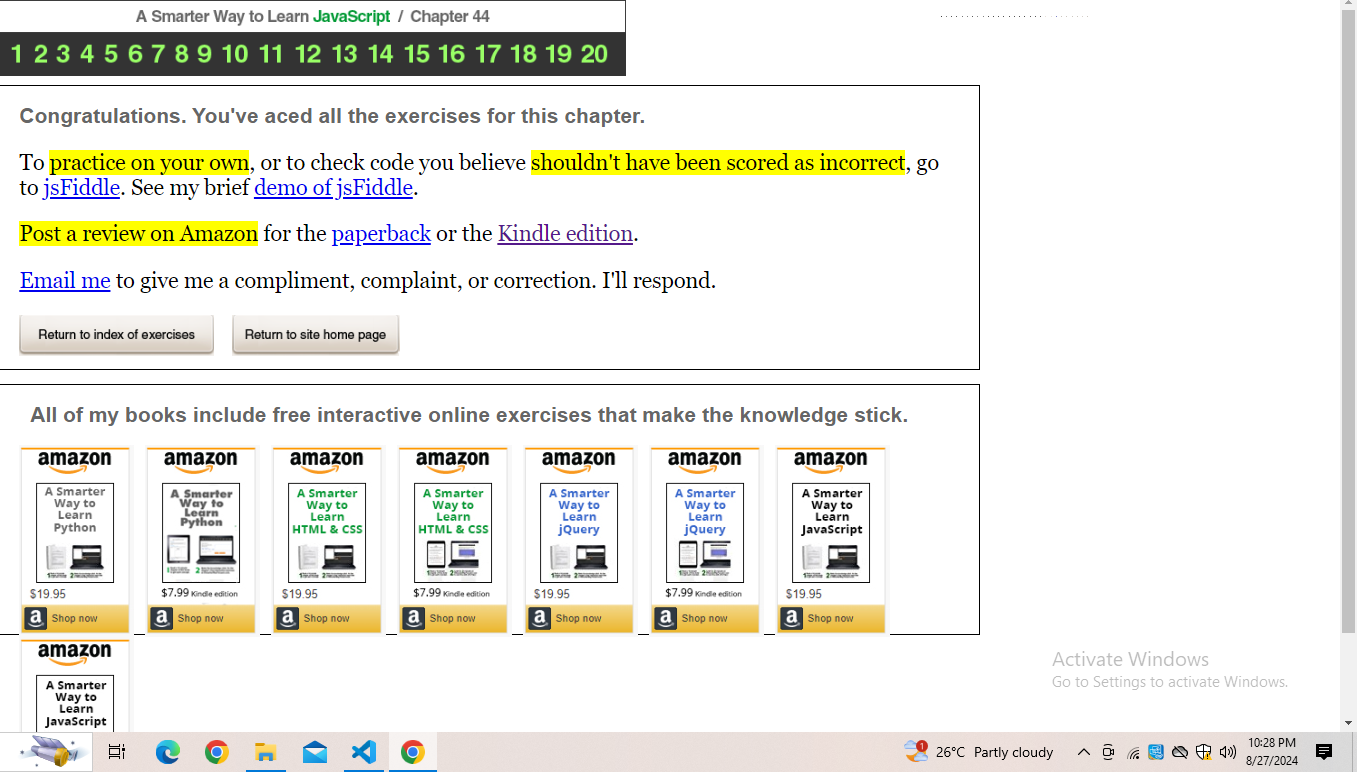 A Smarter Way to Learn JavaScript / Chapter 44
1 2 3 4 5 6 7 8 9 10 11 12 13 14 15 16 17 18 19 20
Congratulations. You've aced all the exercises for this chapter.
To practice on your own, or to check code you believe shouldn't have been scored as incorrect, go
to jsFiddle. See my brief demo of jsFiddle.
Post a review on Amazon for the paperback or the Kindle edition.
Email me to give me a compliment, complaint, or correction. I'll respond.
Return to index of exercises Return to site home page
All of my books include free interactive online exercises that make the knowledge stick.
amazon amazon amazon amazon amazon amazon amazon
A Smarter A Smarter A Smarter A Smarter A Smarter A Smarter A Smarter
Way to Way to Way to Way to Way to Way to Way to
Learn Learn Learn Learn Learn Learn Learn
Python Python HTML & CSS HTML & CSS jQuery jQuery JavaScript
$19.95 $7.99 Kindle edition $19.95 $7.99 Kindle edition $19.95 $7.99 Kindle edition $19.95
a Shop now a Shop now a Shop now a Shop now a Shop now a Shop now a Shop now
amazon
A Smarter
Way to
Learn
JavaScript
Activate Windows
Go to Settings to activate Windows.
1 26°C Partly cloudy
10:28 PM
8/27/2024